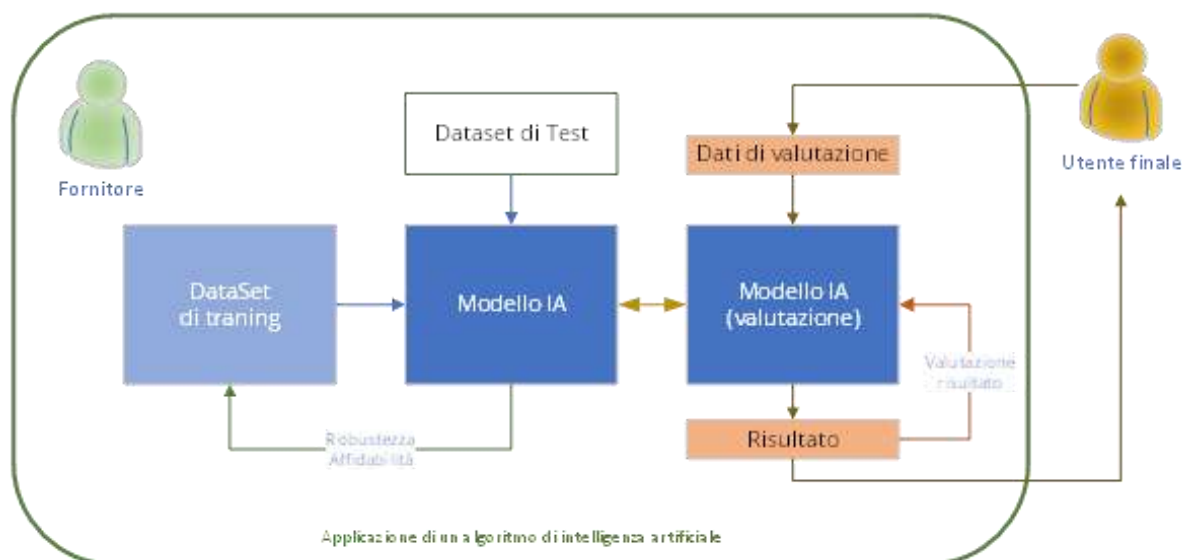 Dataset di Test
Dati di valutazione
Fornitore
Utente finale
DataSet
di traning
Modello IA
Modello IA
(valutazione)
Valutazione
risultato
Robustezza
Affidabilità
Risultato
Applicazione di un algoritmo di intelligenza artificiale